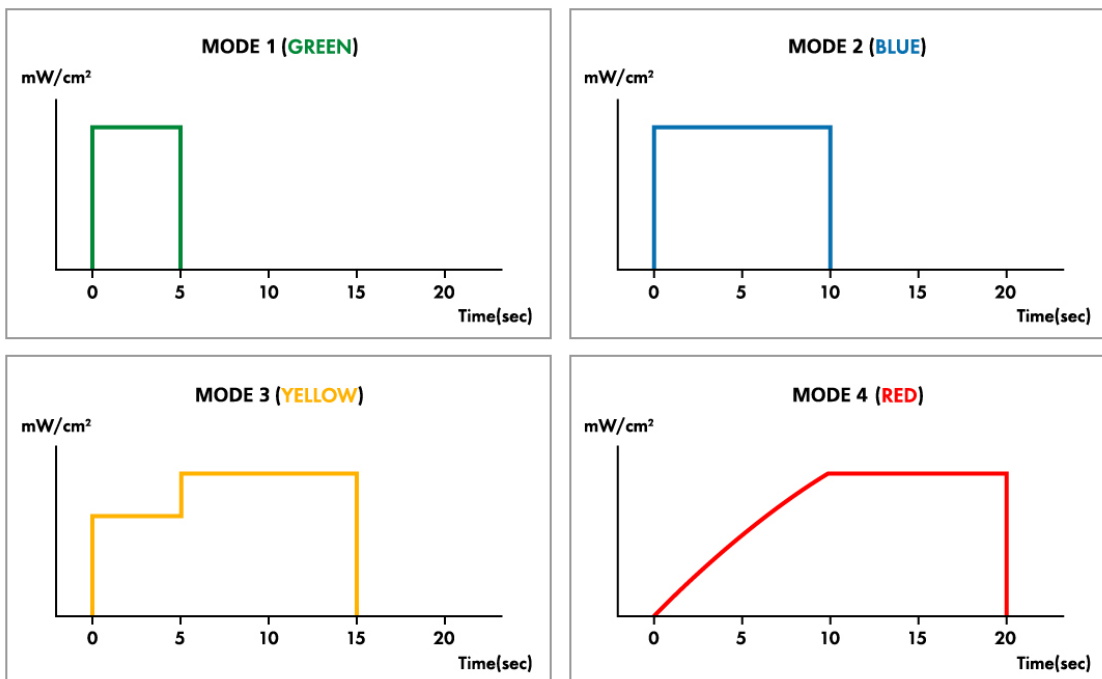 MODE 1 (GREEN)
mW/cm²
0 5 10 15 20
Time(sec)
MODE 2 (BLUE)
mW/cm²
0 5 10 15 20
Time(sec)
MODE 3 (YELLOW)
mW/cm²
0 5 10 15 20
Time(sec)
MODE 4 (RED)
mW/cm²
0 5 10 15 20
Time(sec)